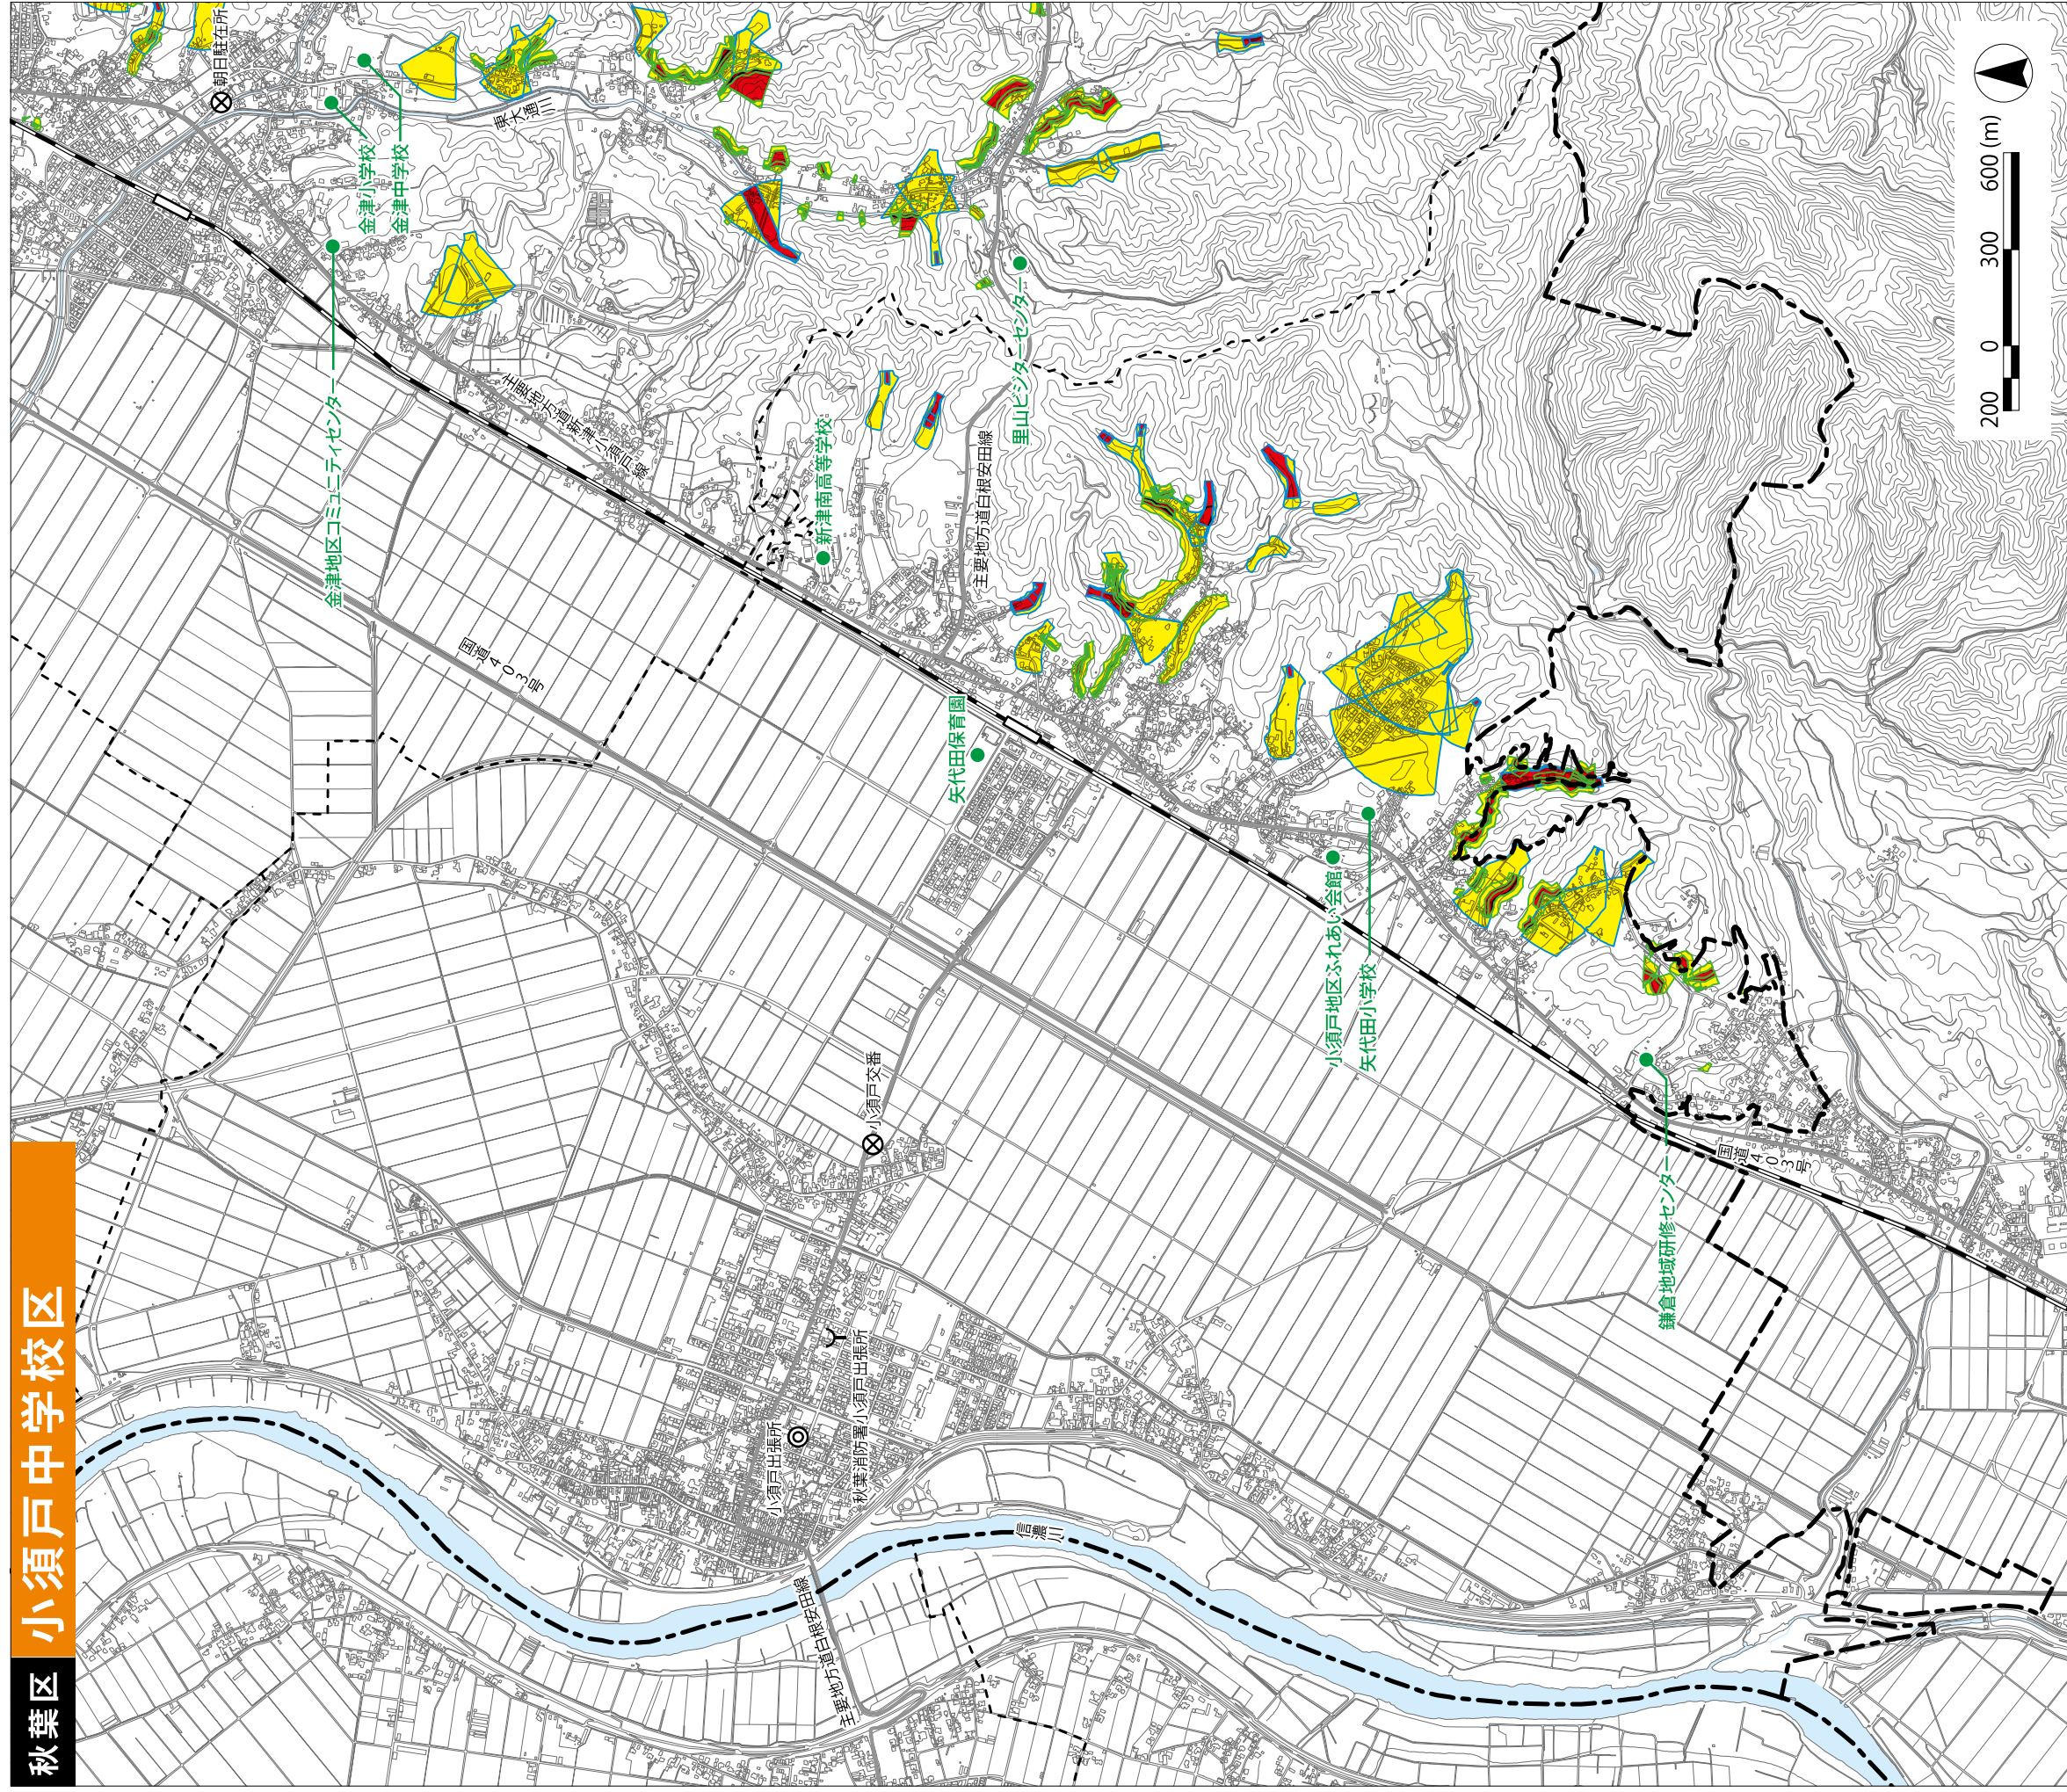 秋葉区 小須戸中学校区
朝日駐在所
金津小学校
金津中学校
東大通川
金津地区コミュニティセンター
主要地方道新津小須戸線
国道403号
新津南高等学校
里山ビジターセンター
主要地方道白根安田線
矢代田保育園
小須戸交番
小須戸地区ふれあい会館
矢代田小学校
鎌倉地域研修センター
国道403号
小須戸出張所
秋葉消防署小須戸出張所
信濃川
主要地方道白根安田線
200 0 300 600 (m)